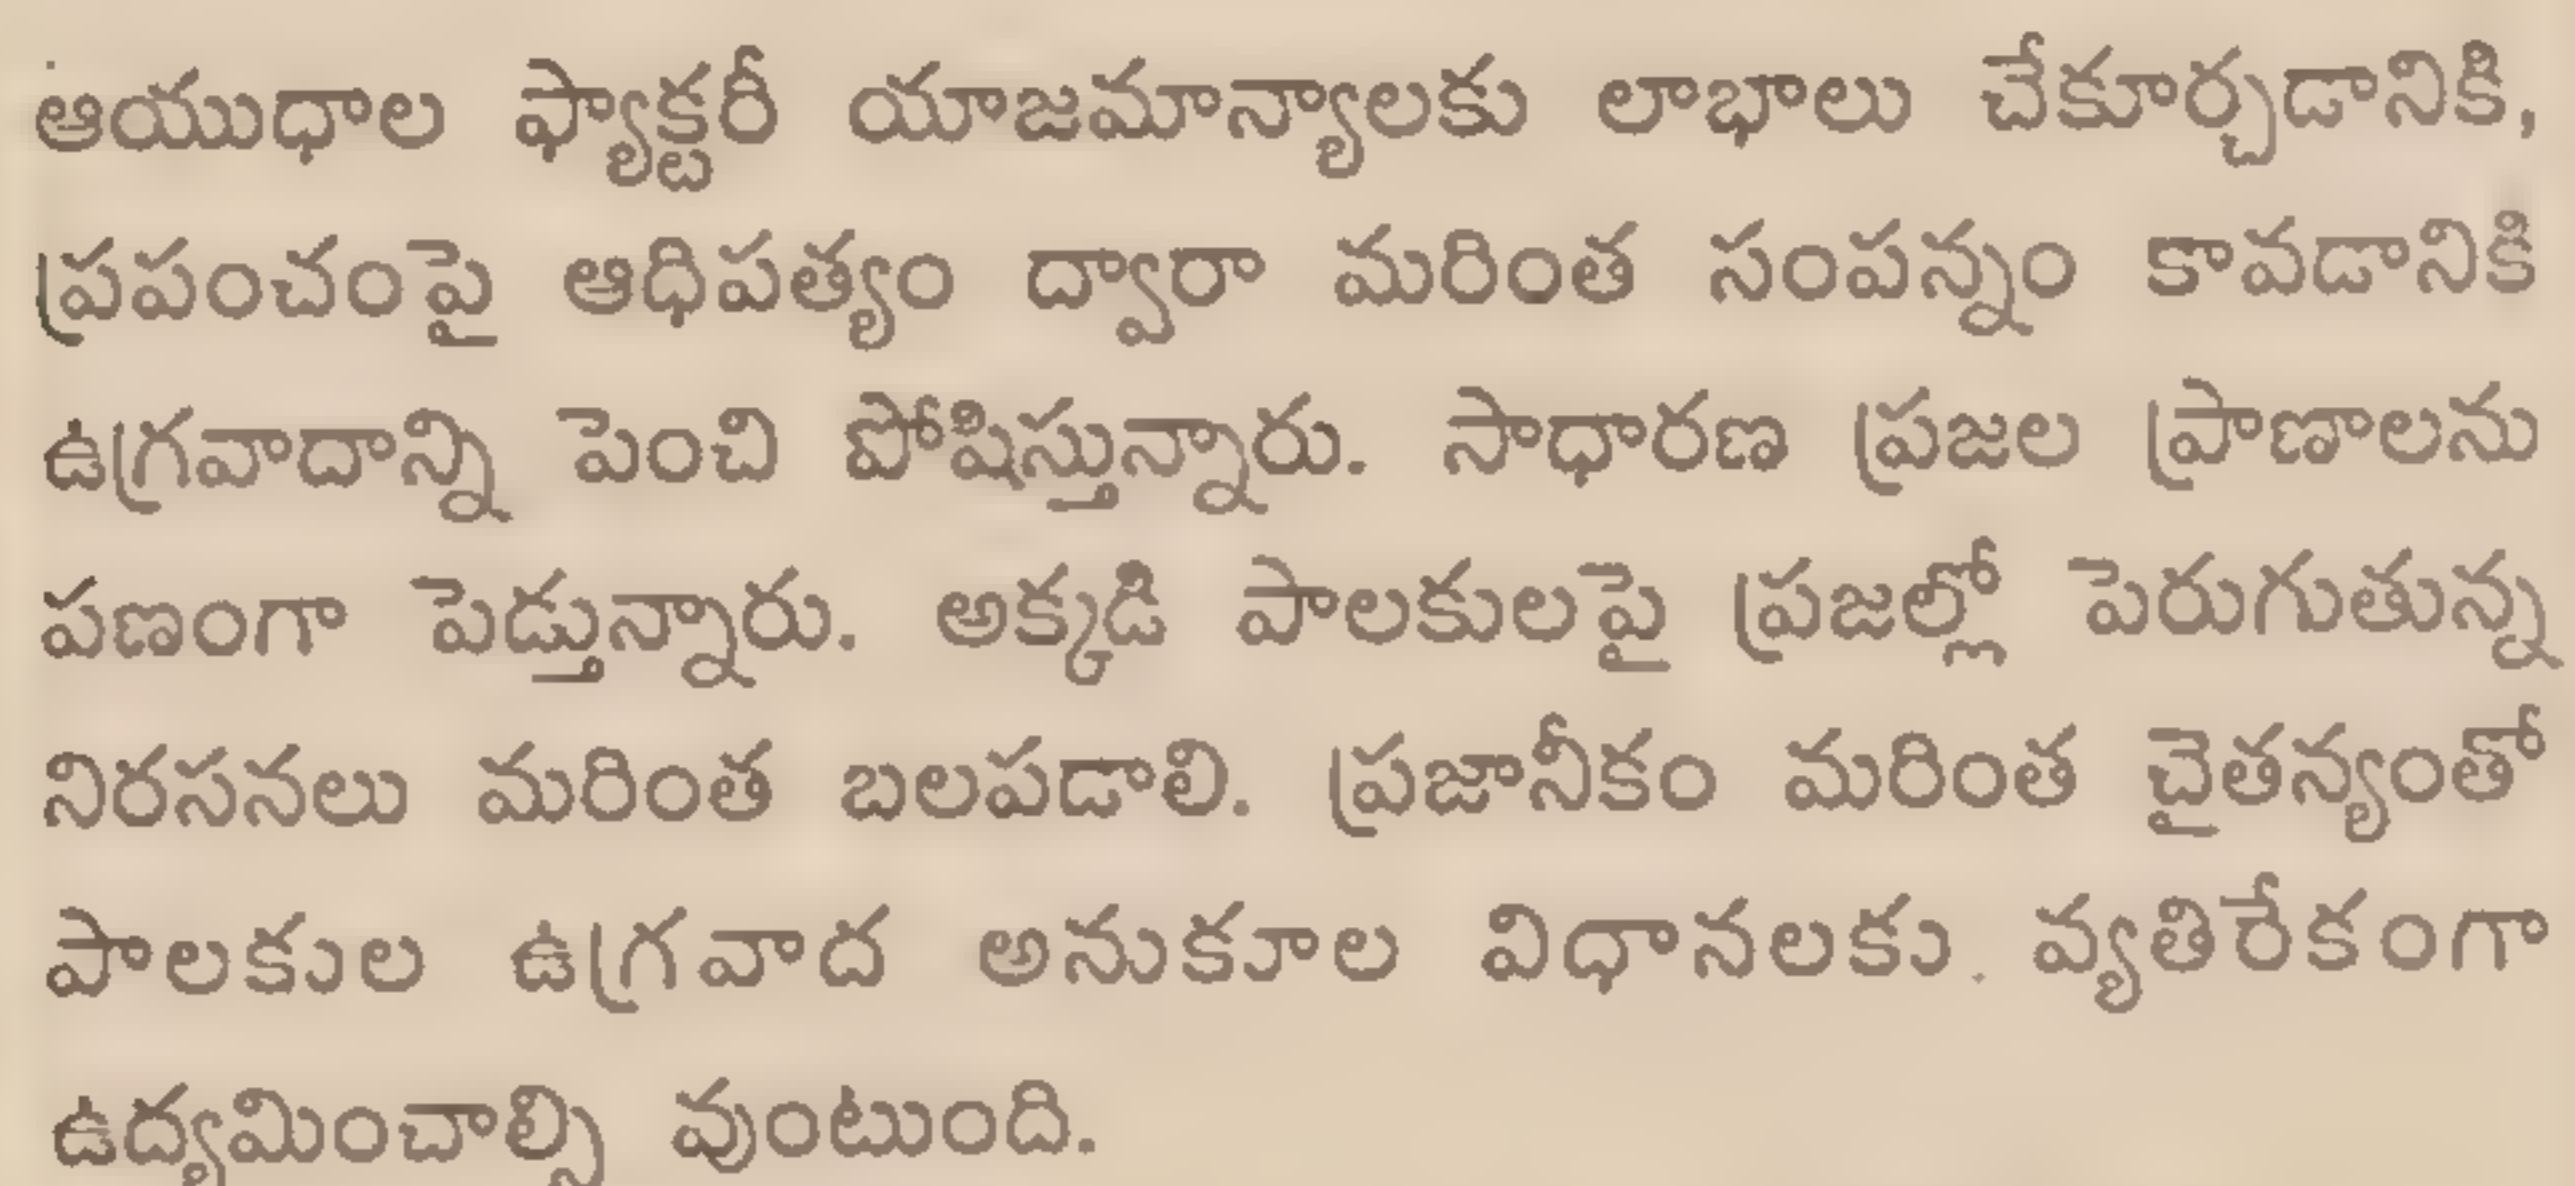 ఆయుధాల ఫ్యాక్టరీ యాజమాన్యాలకు లాభాలు చేకూర్చడానికి,
ప్రపంచంపై ఆధిపత్యం ద్వారా మరింత సంపన్నం కావడానికి
ఉగ్రవాదాన్ని పెంచి పోషిస్తున్నారు. సాధారణ ప్రజల ప్రాణాలను
పణంగా పెడ్తున్నారు. అక్కడి పాలకులపై ప్రజల్లో పెరుగుతున్న
నిరసనలు మరింత బలపడాలి. ప్రజానీకం మరింత చైతన్యంతో
పాలకుల ఉగ్రవాద అనుకూల విధానలకు వ్యతిరేకంగా
ఉద్యమించాల్సి వుంటుంది.